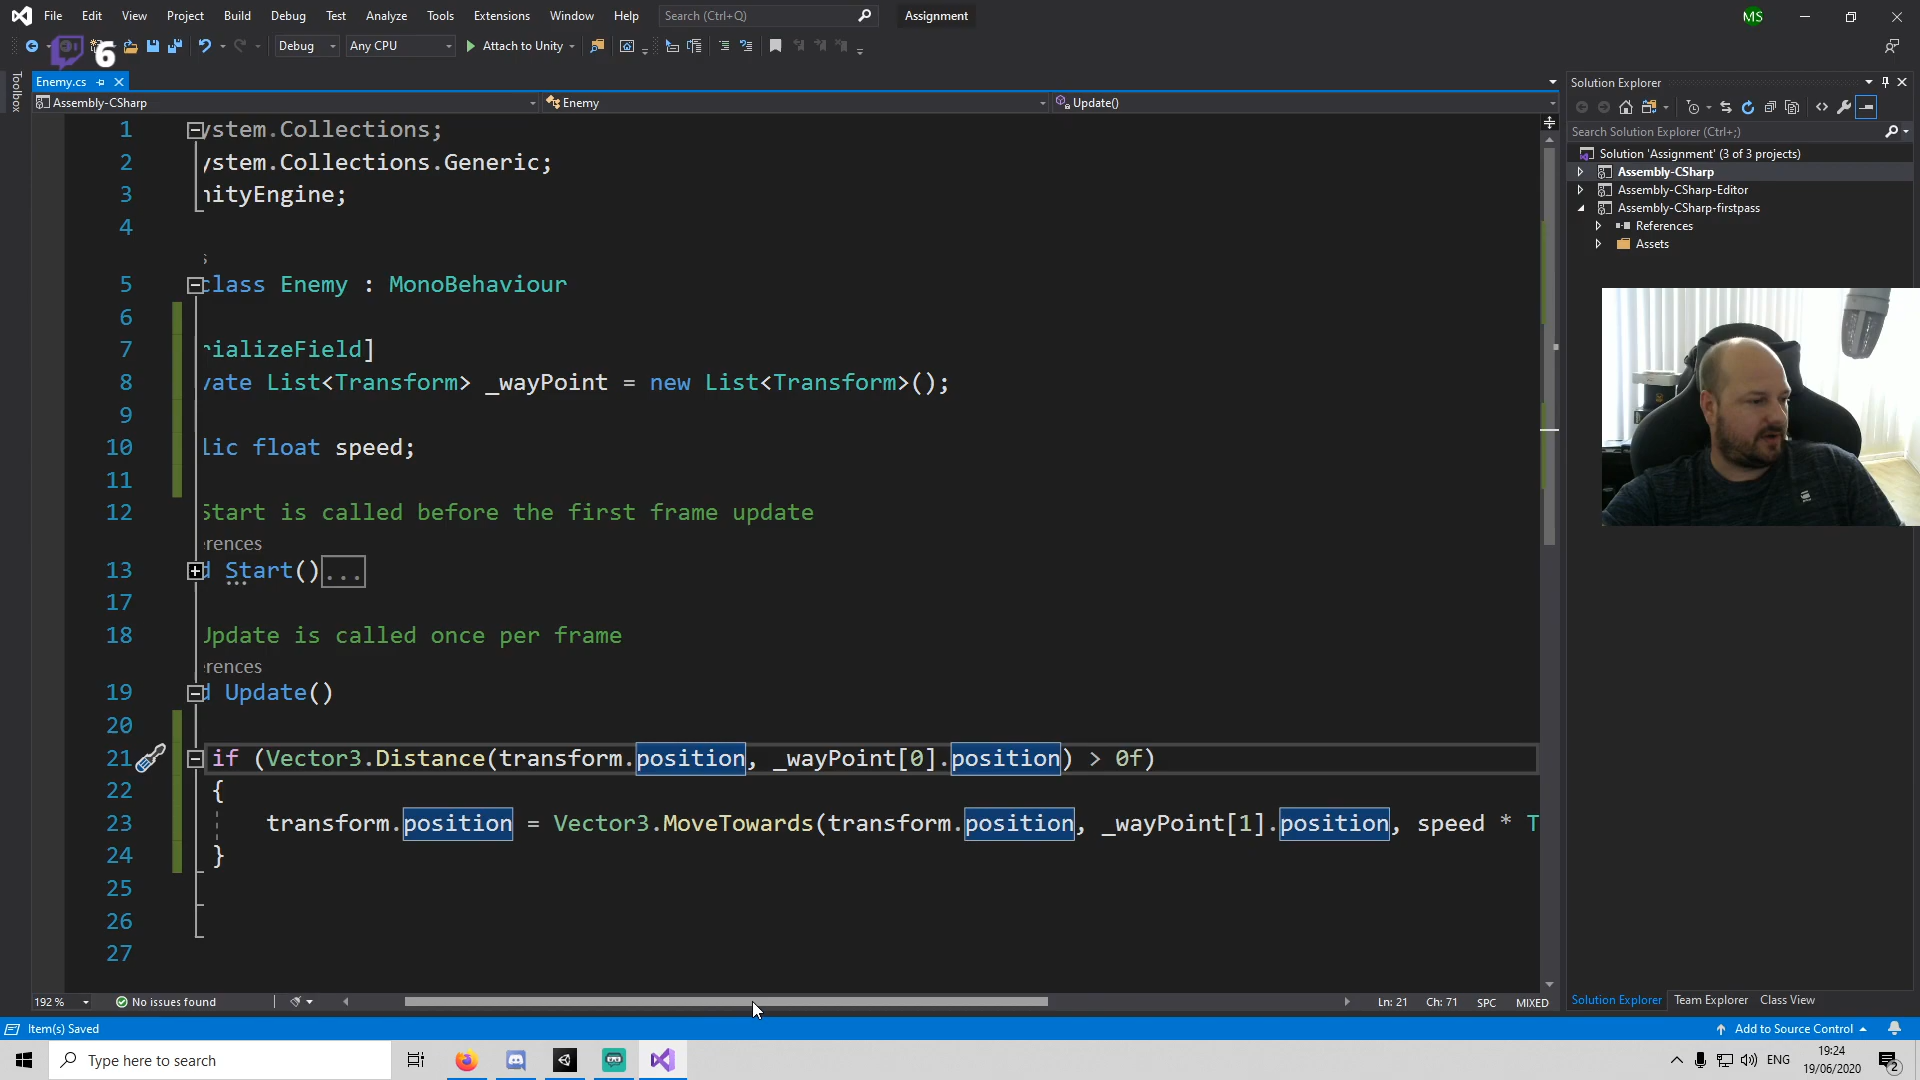 File Edit View Project Build Debug Test Analyze Tools Extensions Window Help Search (Ctrl+Q) Assignment MS
6 Debug Any CPU Attach to Unity
Toolbox
Enemy.cs
Assembly-CSharp Enemy Update()
1 ystem.Collections;
2 ystem.Collections.Generic;
3 nityEngine;
4
5 class Enemy : MonoBehaviour
6
7 rializeField]
8 vate List<Transform> _wayPoint = new List<Transform>();
9
10 lic float speed;
11
12 Start is called before the first frame update
erences
13 d Start()...
17
18 Update is called once per frame
erences
19 d Update()
20
21 if (Vector3.Distance(transform.position, _wayPoint[0].position) > 0f)
22 {
23 transform.position = Vector3.MoveTowards(transform.position, _wayPoint[1].position, speed * T
24 }
25
26
27
192 % No issues found Ln: 21 Ch: 71 SPC MIXED
Solution Explorer
Search Solution Explorer (Ctrl+;)
Solution 'Assignment' (3 of 3 projects)
Assembly-CSharp
Assembly-CSharp-Editor
Assembly-CSharp-firstpass
References
Assets
Solution Explorer Team Explorer Class View
Item(s) Saved Add to Source Control
Type here to search ENG 19:24
19/06/2020 2